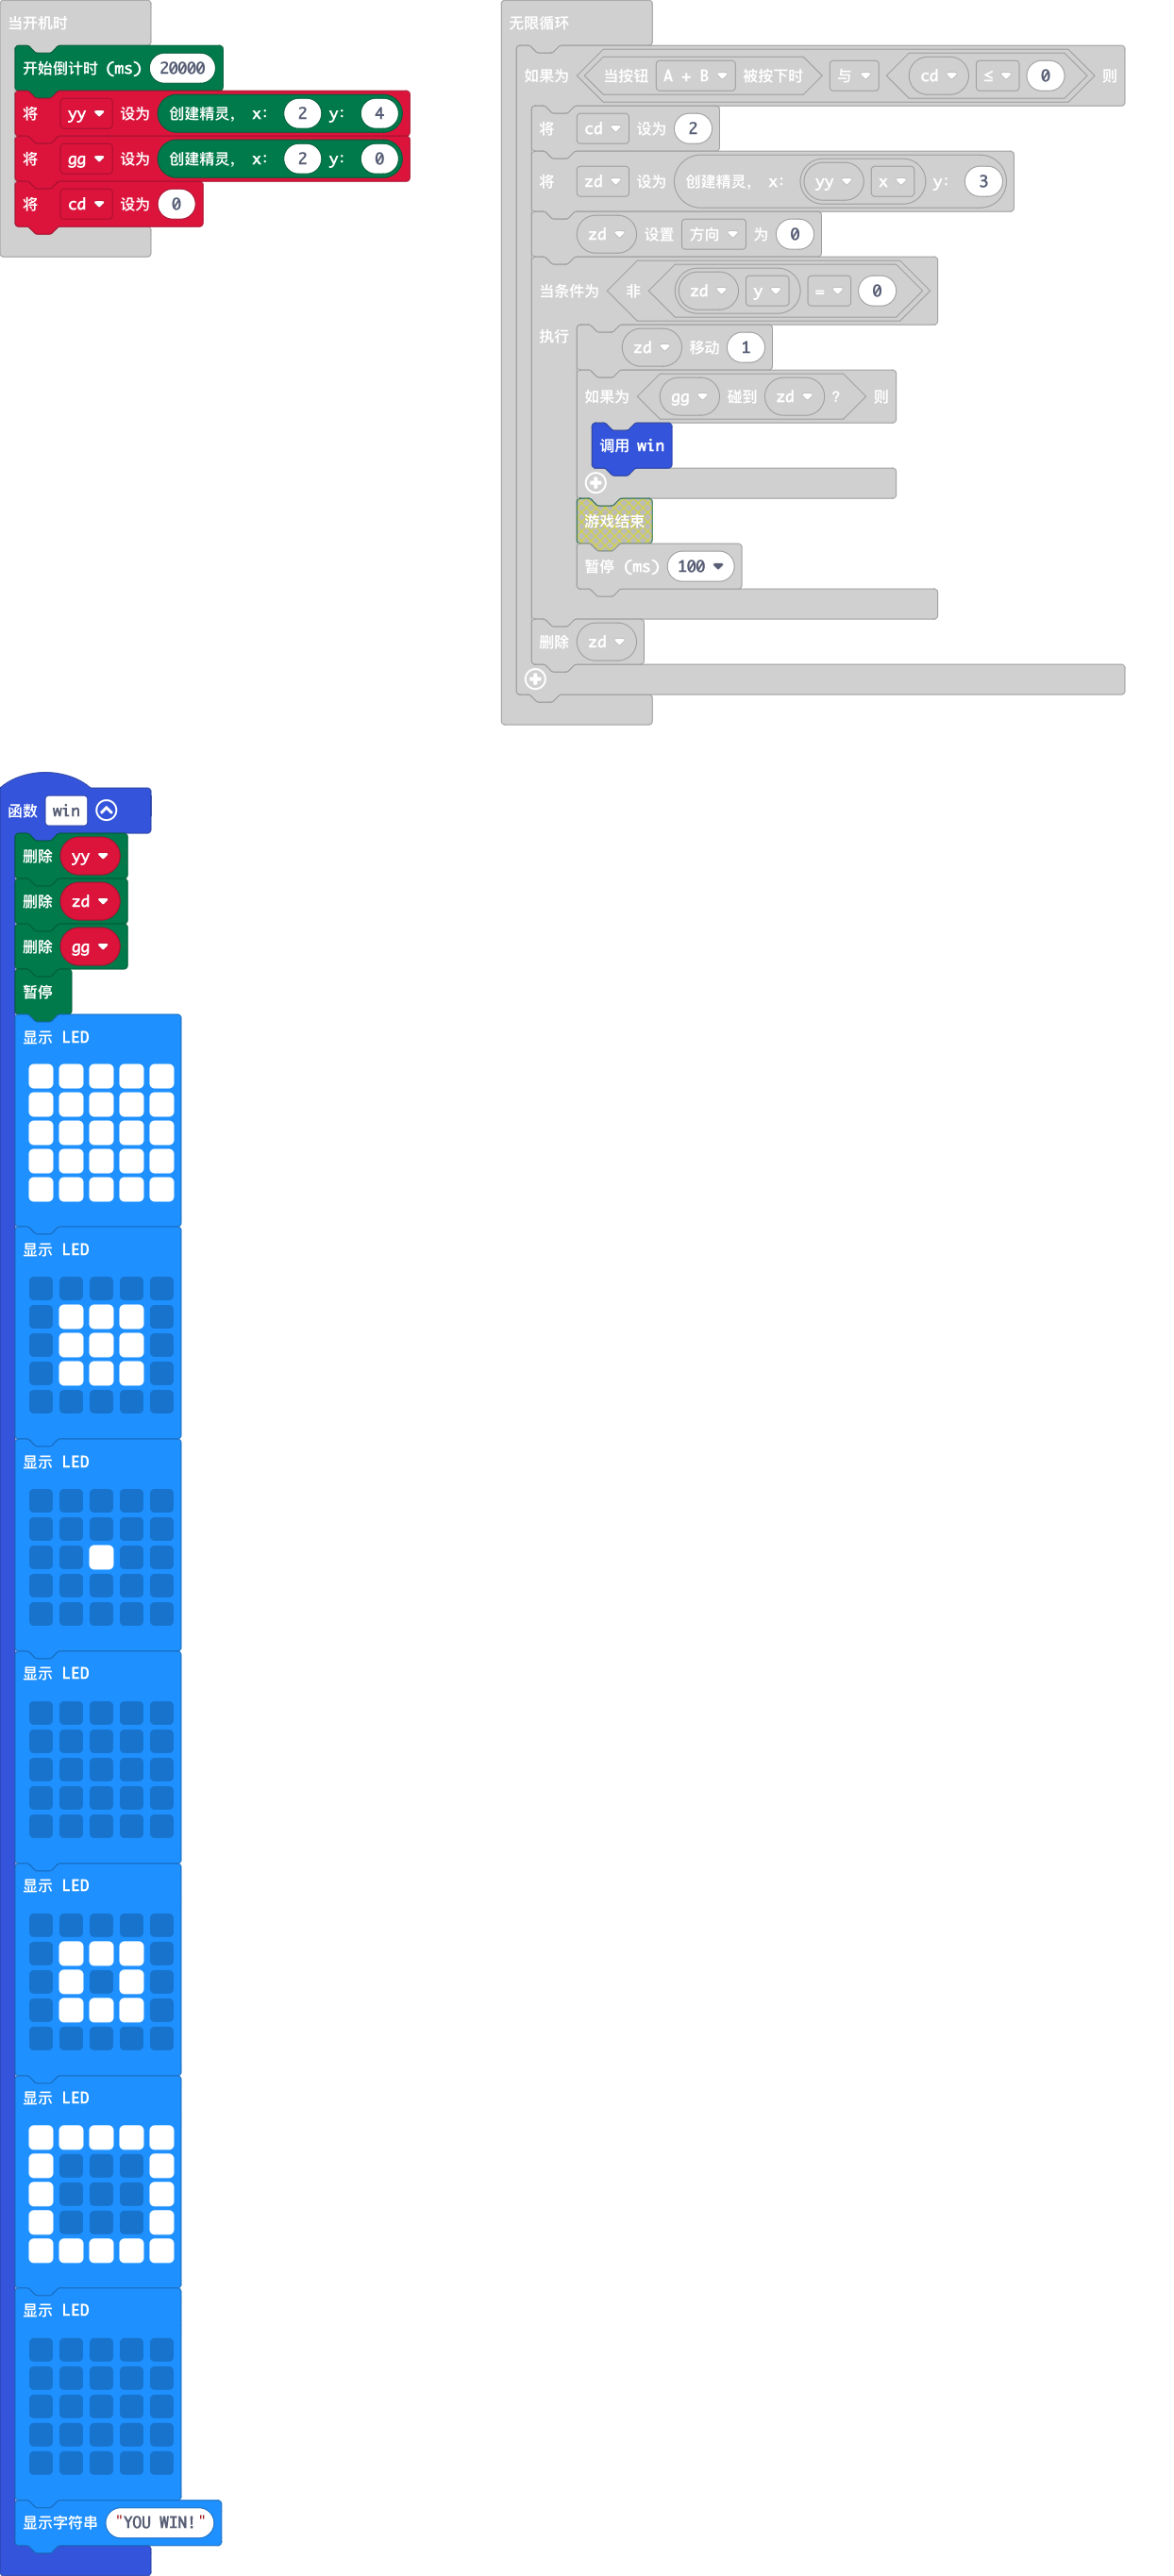 当开机时
开始倒计时 (ms) 20000
将 yy 设为 创建精灵, x: 2 y: 4
将 gg 设为 创建精灵, x: 2 y: 0
将 cd 设为 0
无限循环
如果为 当按钮 A + B 被按下时 与 cd ≤ 0 则
将 cd 设为 2
将 zd 设为 创建精灵, x: yy x y: 3
zd 设置 方向 为 0
当条件为 非 zd y = 0
执行
zd 移动 1
如果为 gg 碰到 zd ? 则
调用 win
游戏结束
暂停 (ms) 100
删除 zd
函数 win
删除 yy
删除 zd
删除 gg
暂停
显示 LED
显示 LED
显示 LED
显示 LED
显示 LED
显示 LED
显示 LED
显示字符串 "YOU WIN!"